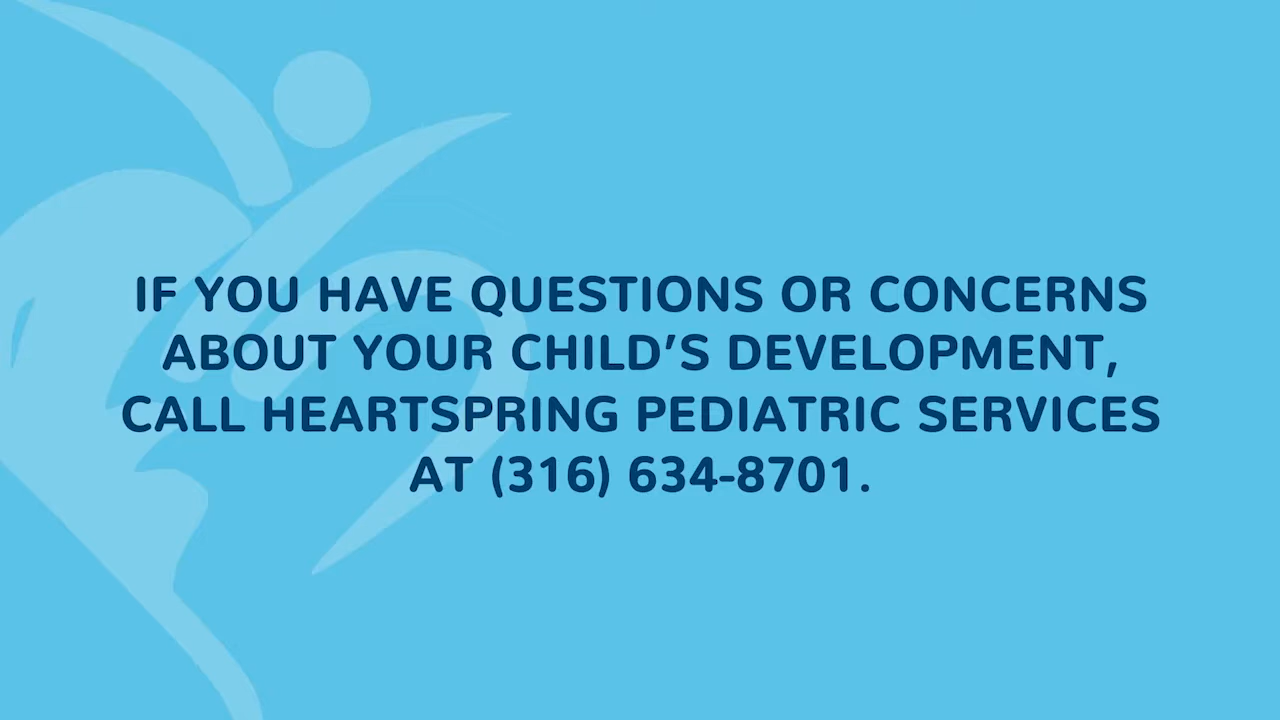 IF YOU HAVE QUESTIONS OR CONCERNS
ABOUT YOUR CHILD'S DEVELOPMENT,
CALL HEARTSPRING PEDIATRIC SERVICES
AT (316) 634-8701.